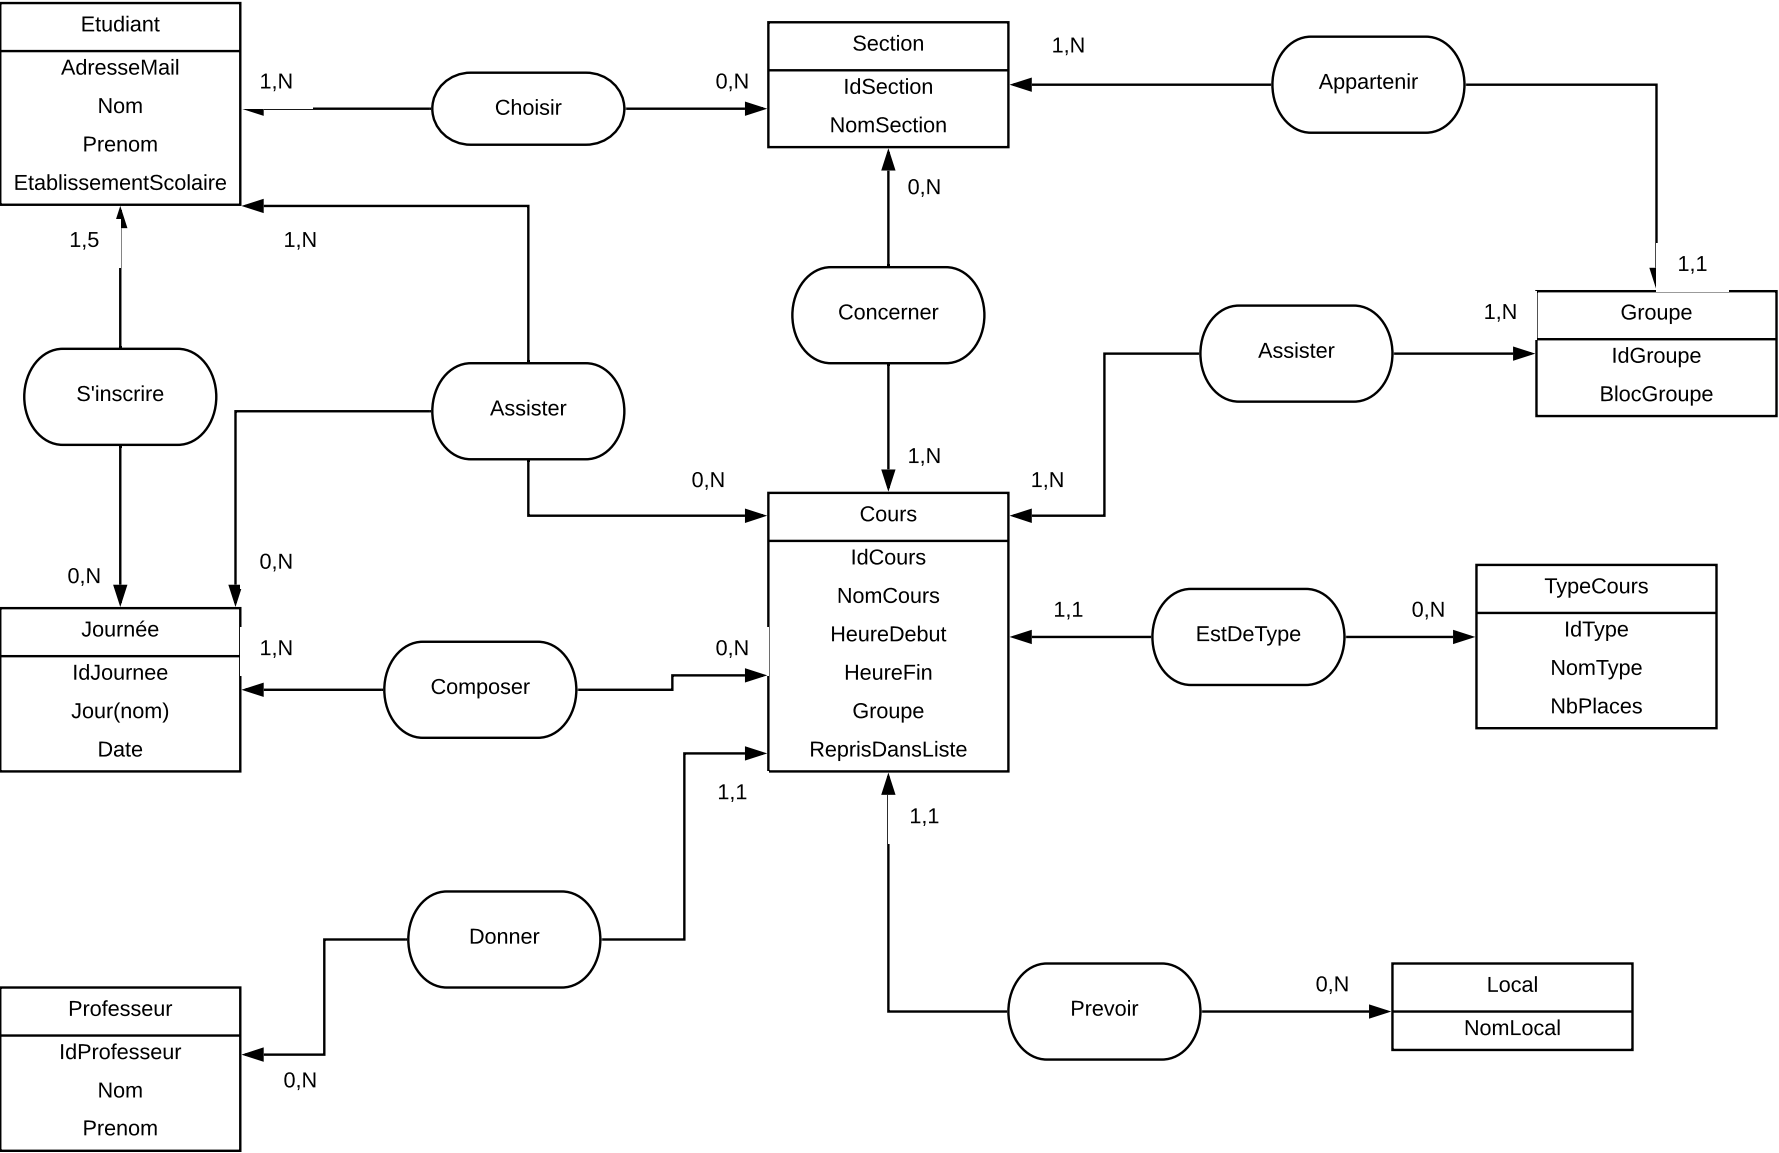 Etudiant
AdresseMail
Nom
Prenom
EtablissementScolaire
1,N
Choisir
0,N
Section
IdSection
NomSection
1,N
Appartenir
1,1
1,5
1,N
0,N
S'inscrire
Assister
Concerner
Assister
1,N
Groupe
IdGroupe
BlocGroupe
0,N
0,N
0,N
1,N
1,N
Journée
IdJournee
Jour(nom)
Date
1,N
Composer
0,N
Cours
IdCours
NomCours
HeureDebut
HeureFin
Groupe
ReprisDansListe
1,1
EstDeType
0,N
TypeCours
IdType
NomType
NbPlaces
1,1
1,1
Donner
Professeur
IdProfesseur
Nom
Prenom
0,N
Prevoir
0,N
Local
NomLocal